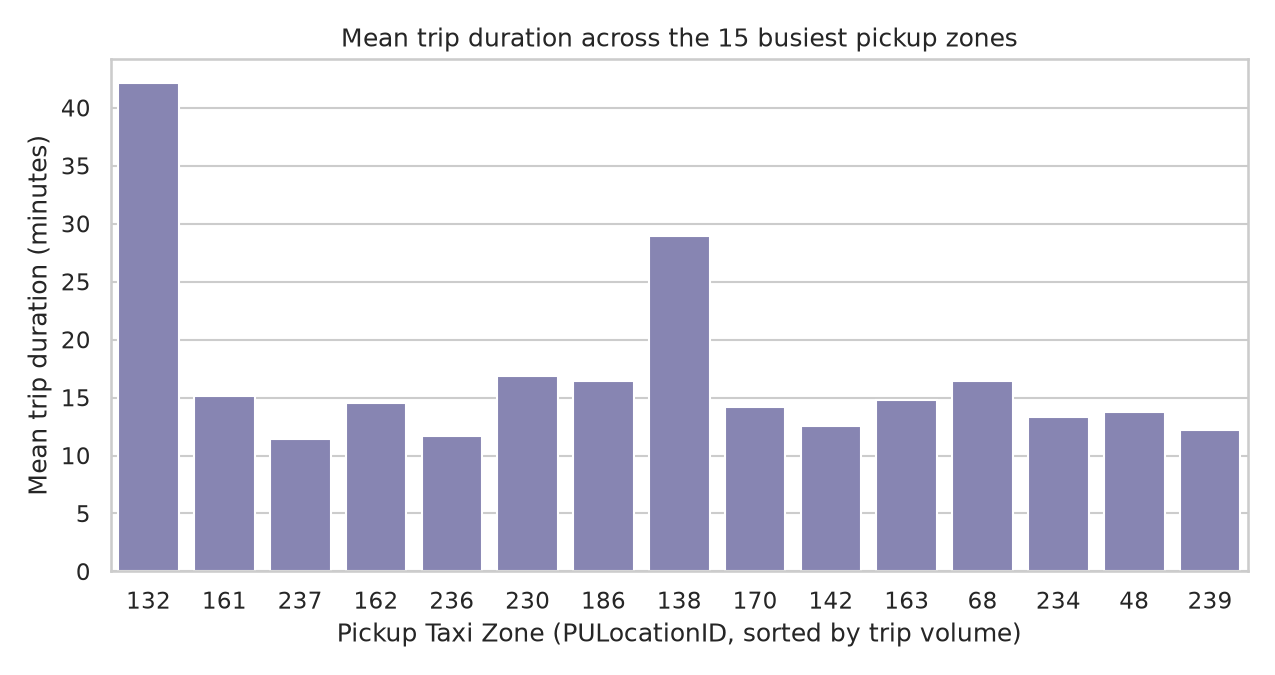 Mean trip duration across the 15 busiest pickup zones
Mean trip duration (minutes)
40
35
30
25
20
15
10
5
0
132 161 237 162 236 230 186 138 170 142 163 68 234 48 239
Pickup Taxi Zone (PULocationID, sorted by trip volume)